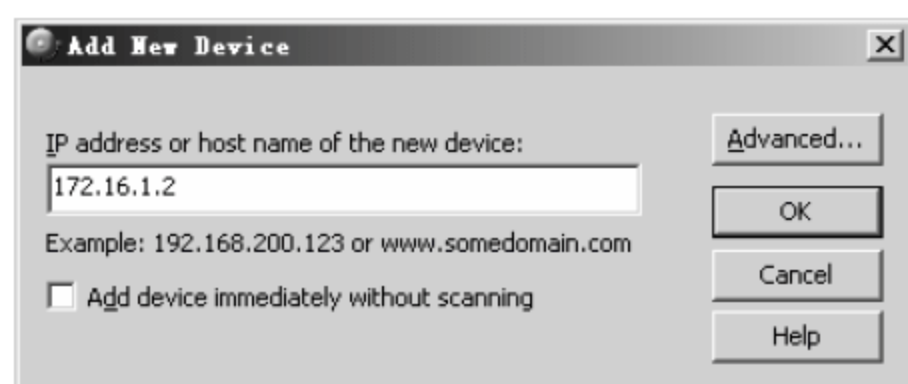 Add New Device
IP address or host name of the new device:
172.16.1.2
Example: 192.168.200.123 or www.somedomain.com
Add device immediately without scanning
Advanced...
OK
Cancel
Help